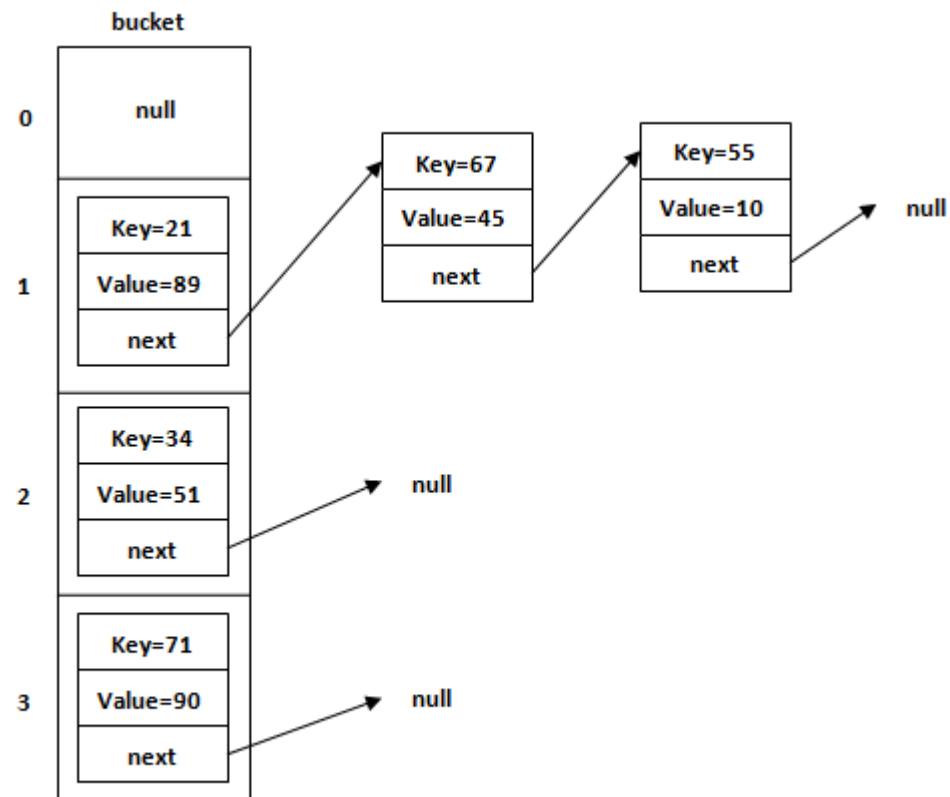 bucket
0
null
1
Key=21
Value=89
next
Key=67
Value=45
next
Key=55
Value=10
next
null
2
Key=34
Value=51
next
null
3
Key=71
Value=90
next
null